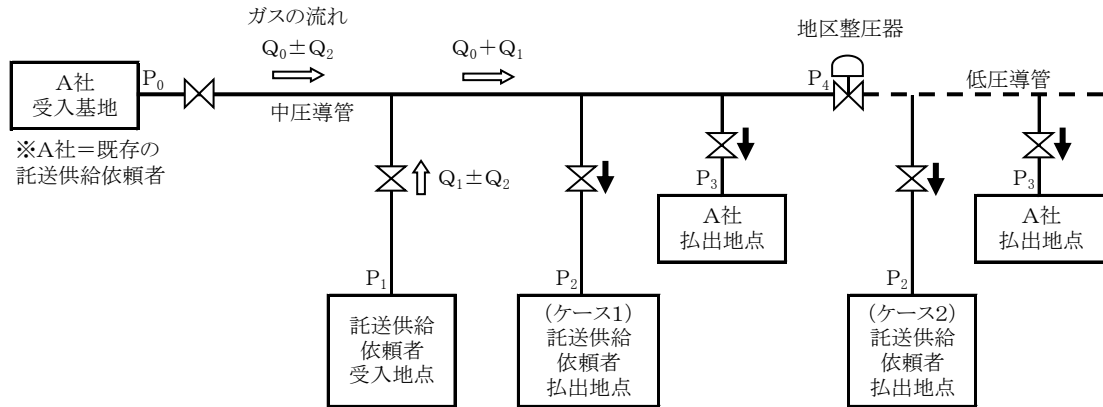 ガスの流れ
Q₀±Q₂
Q₀+Q₁
地区整圧器
A社
受入基地
P₀
中圧導管
P₄
低圧導管
※A社＝既存の
託送供給依頼者
Q₁±Q₂
P₃
A社
払出地点
P₃
A社
払出地点
P₁
託送供給
依頼者
受入地点
P₂
(ケース1)
託送供給
依頼者
払出地点
P₂
(ケース2)
託送供給
依頼者
払出地点